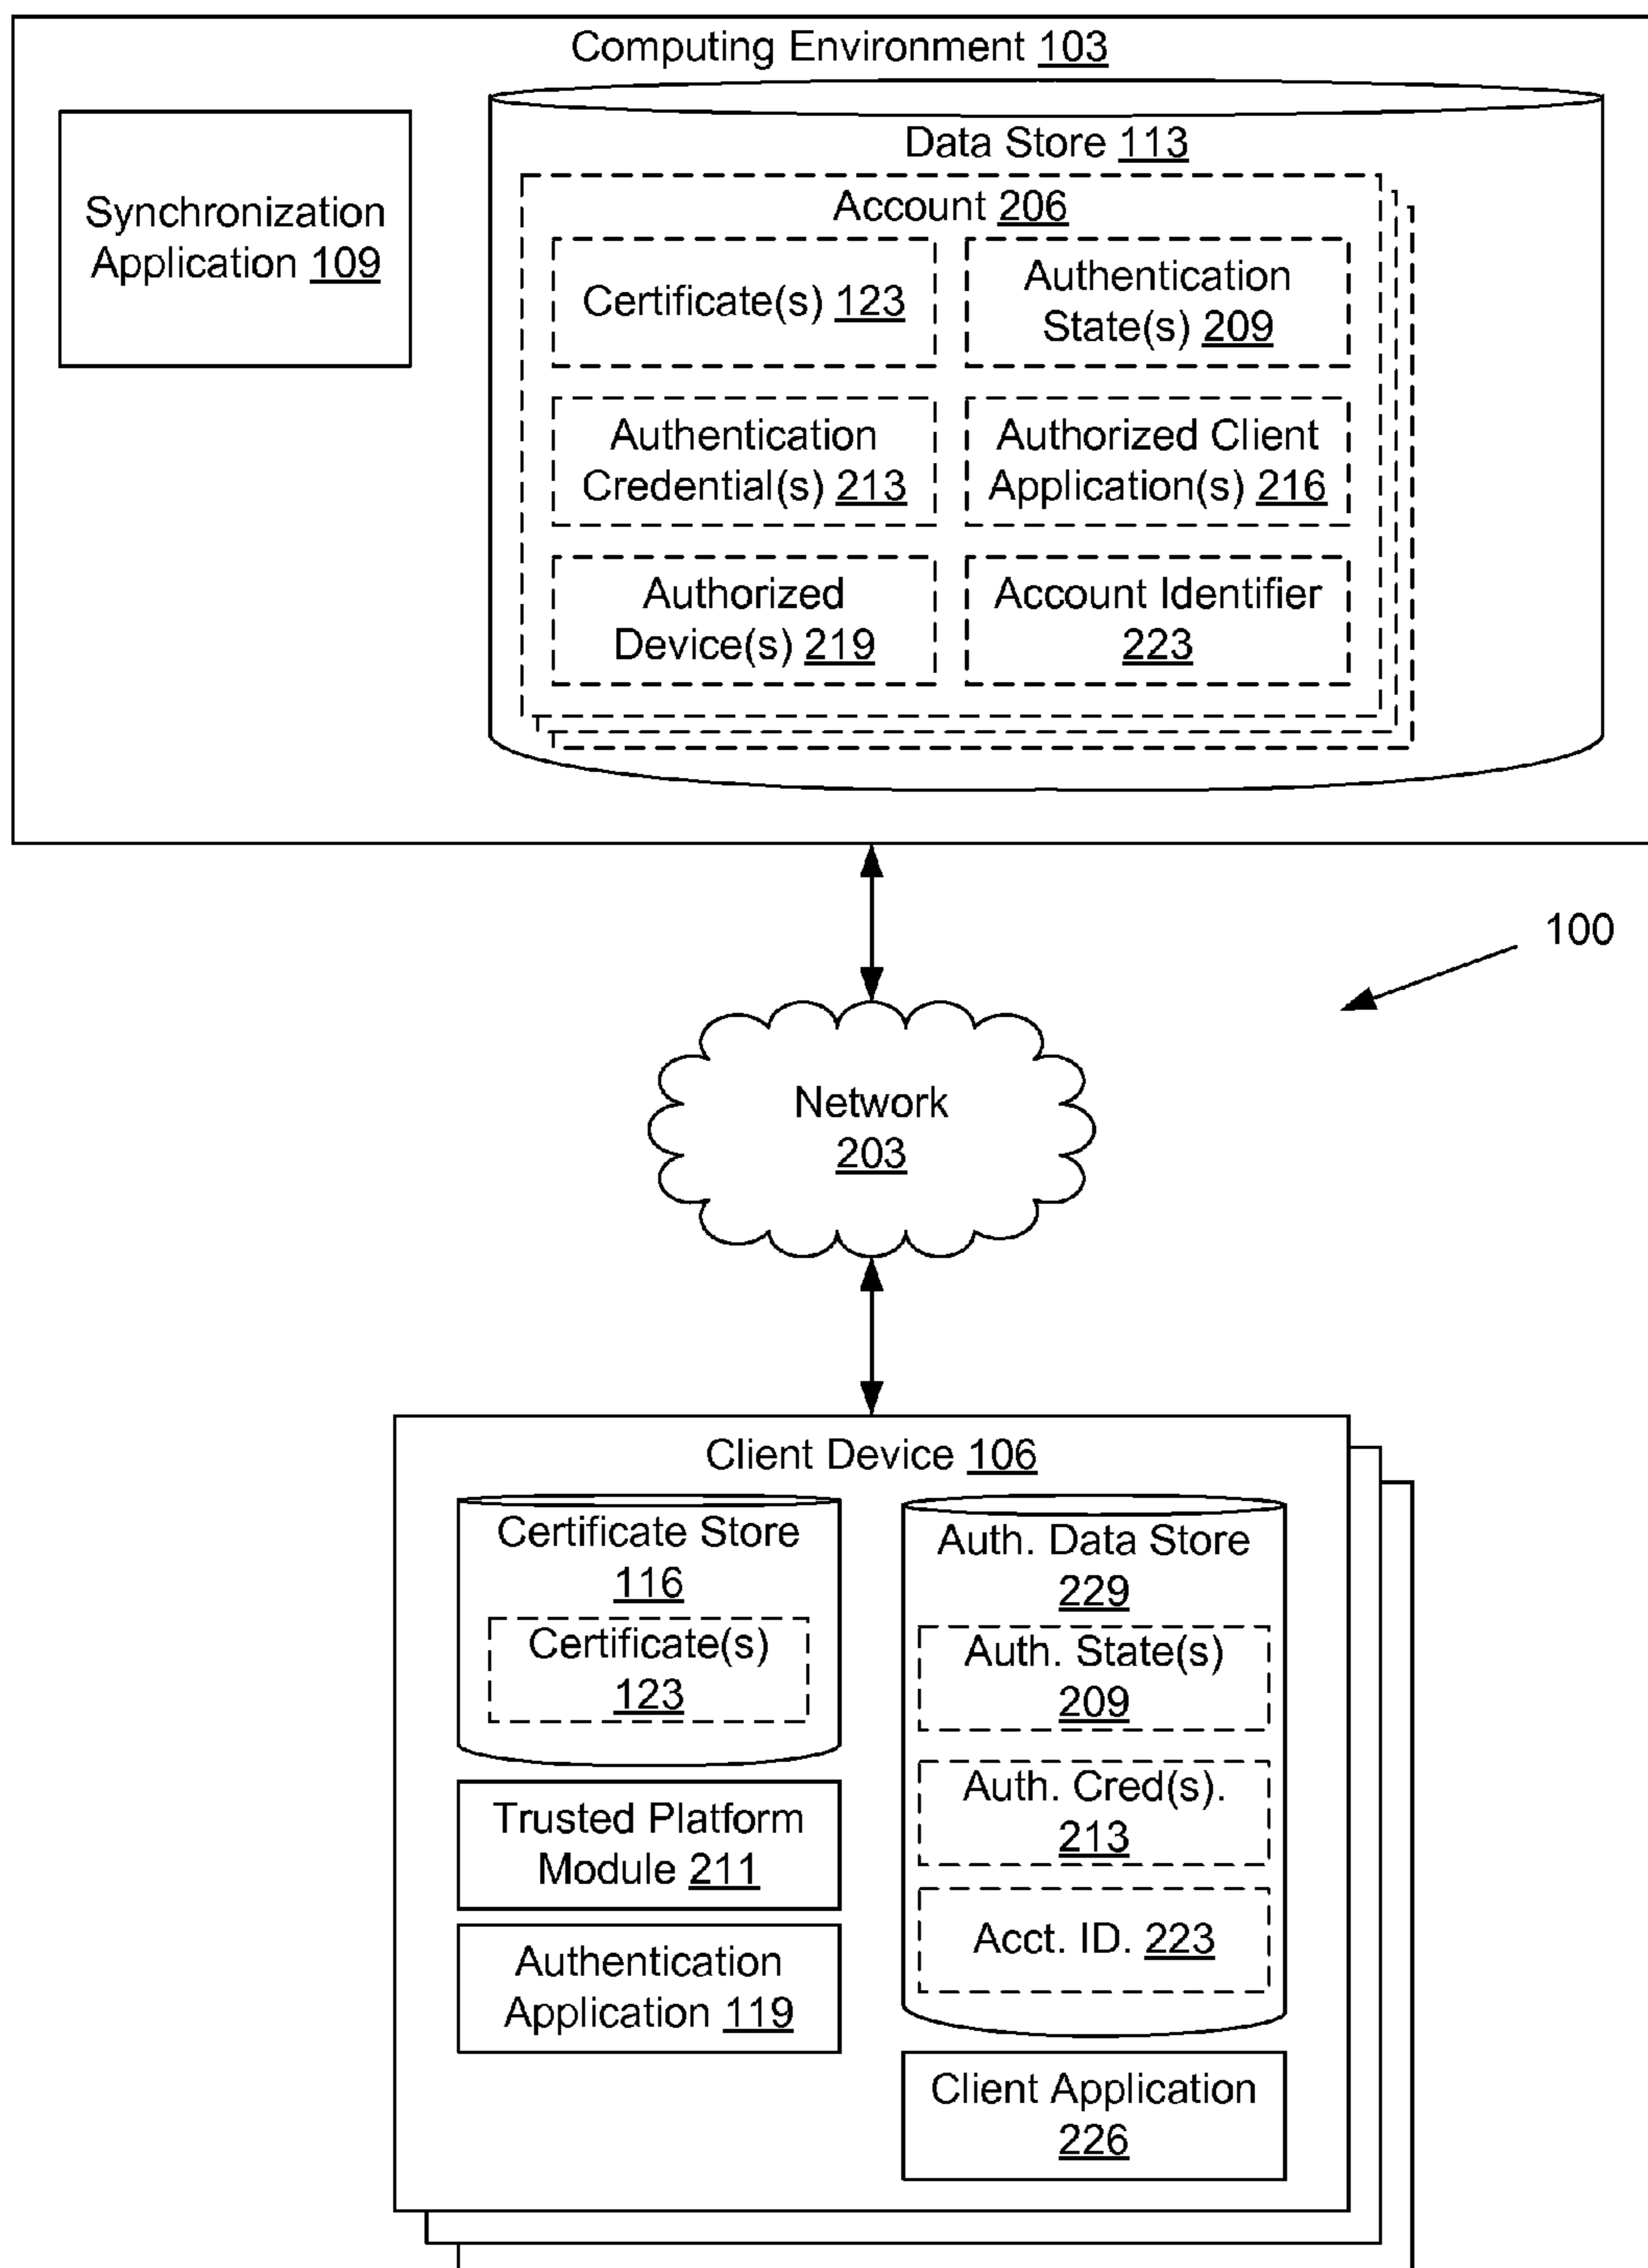 Computing Environment 103
Synchronization
Application 109
Data Store 113
Account 206
Certificate(s) 123
Authentication
State(s) 209
Authentication
Credential(s) 213
Authorized Client
Application(s) 216
Authorized
Device(s) 219
Account Identifier
223
100
Network
203
Client Device 106
Certificate Store
116
Certificate(s)
123
Trusted Platform
Module 211
Authentication
Application 119
Auth. Data Store
229
Auth. State(s)
209
Auth. Cred(s).
213
Acct. ID. 223
Client Application
226